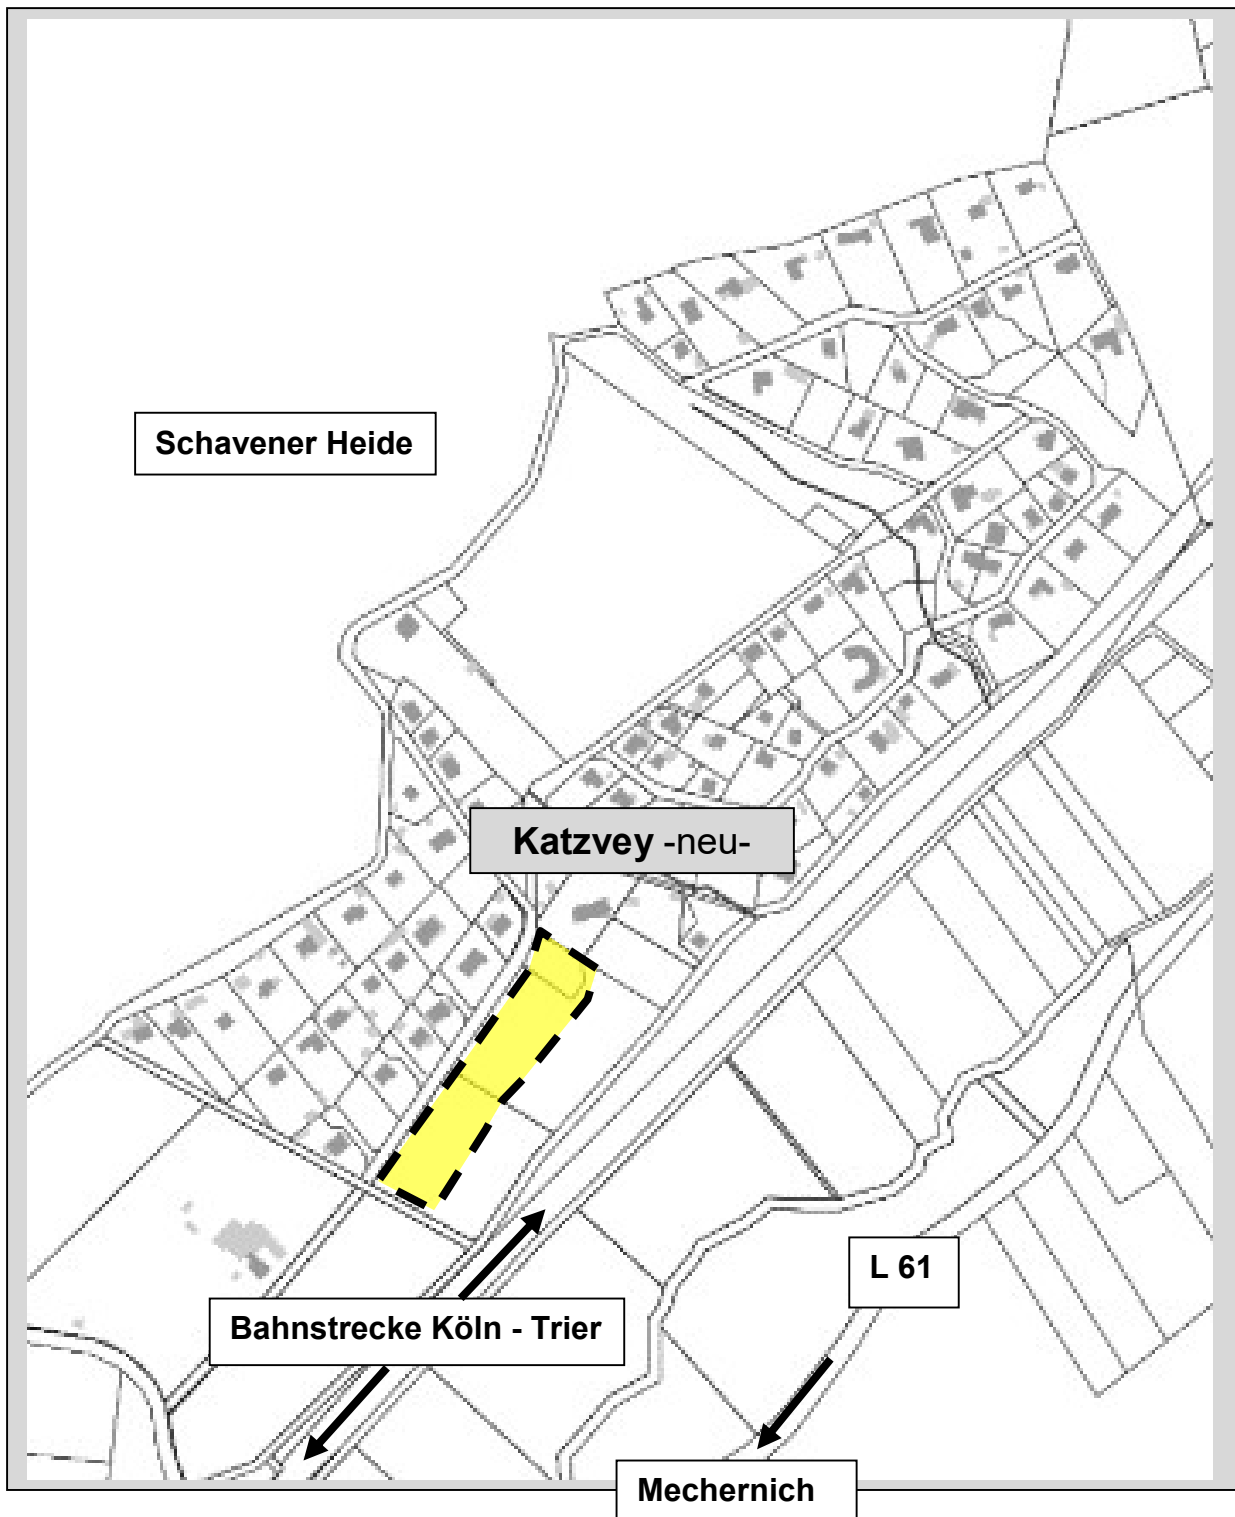 Schavener Heide
Katzvey -neu-
L 61
Bahnstrecke Köln - Trier
Mechernich